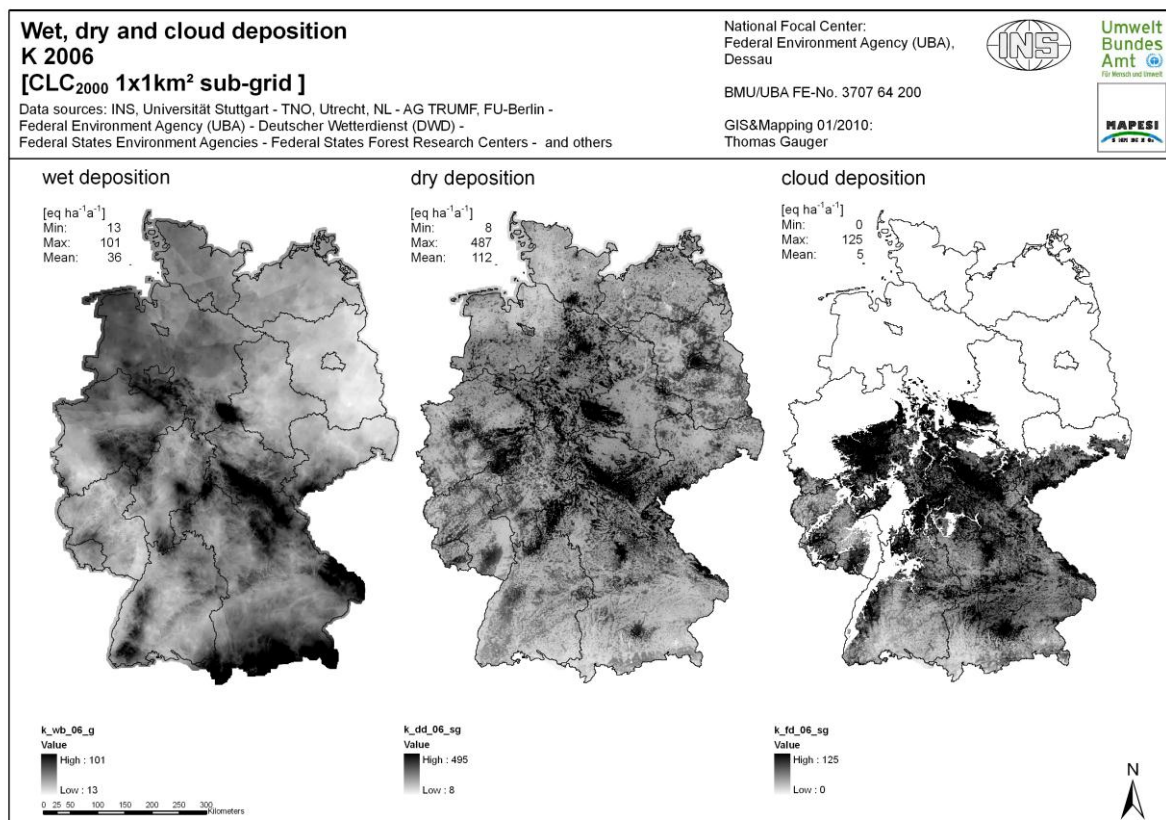 Wet, dry and cloud deposition
K 2006
[CLC2000 1x1km² sub-grid ]
Data sources: INS, Universität Stuttgart - TNO, Utrecht, NL - AG TRUMF, FU-Berlin -
Federal Environment Agency (UBA) - Deutscher Wetterdienst (DWD) -
Federal States Environment Agencies - Federal States Forest Research Centers - and others
National Focal Center:
Federal Environment Agency (UBA),
Dessau
BMU/UBA FE-No. 3707 64 200
GIS&Mapping 01/2010:
Thomas Gauger
INS
Umwelt
Bundes
Amt
Für Mensch und Umwelt
MAPESI
wet deposition
[eq ha-1a-1]
Min: 13
Max: 101
Mean: 36
dry deposition
[eq ha-1a-1]
Min: 8
Max: 487
Mean: 112
cloud deposition
[eq ha-1a-1]
Min: 0
Max: 125
Mean: 5
k_wb_06_g
Value
High : 101
Low : 13
0 25 50 100 150 200 250 300
Kilometers
k_dd_06_sg
Value
High : 495
Low : 8
k_fd_06_sg
Value
High : 125
Low : 0
N